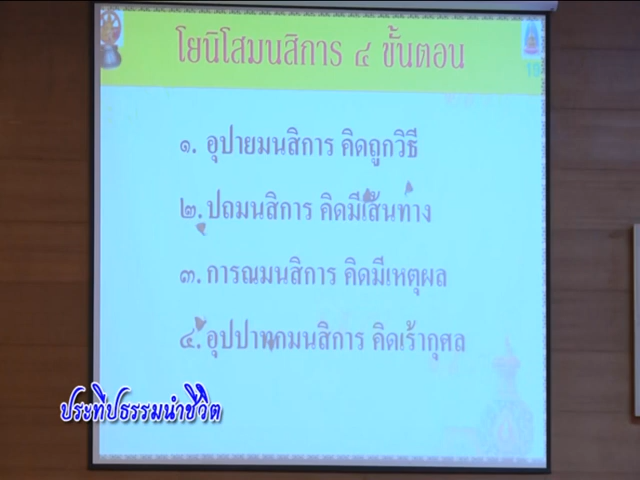 โยนิโสมนสิการ ๔ ขั้นตอน
๑. อุปายมนสิการ คิดถูกวิธี
๒. ปถมนสิการ คิดมีเส้นทาง
๓. การณมนสิการ คิดมีเหตุผล
๔. อุปปาทกมนสิการ คิดเร้ากุศล
ประทีปธรรมนำชีวิต